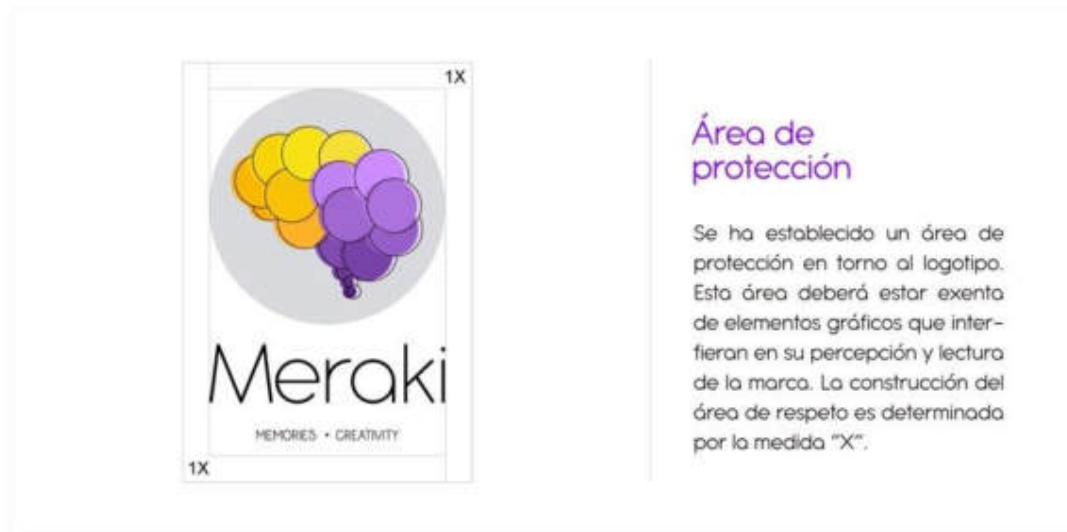 1X
Meraki
MEMORIES • CREATIVITY
1X
Área de
protección
Se ha establecido un área de
protección en torno al logotipo.
Esta área deberá estar exenta
de elementos gráficos que inter-
fieran en su percepción y lectura
de la marca. La construcción del
área de respeto es determinada
por la medida "X".